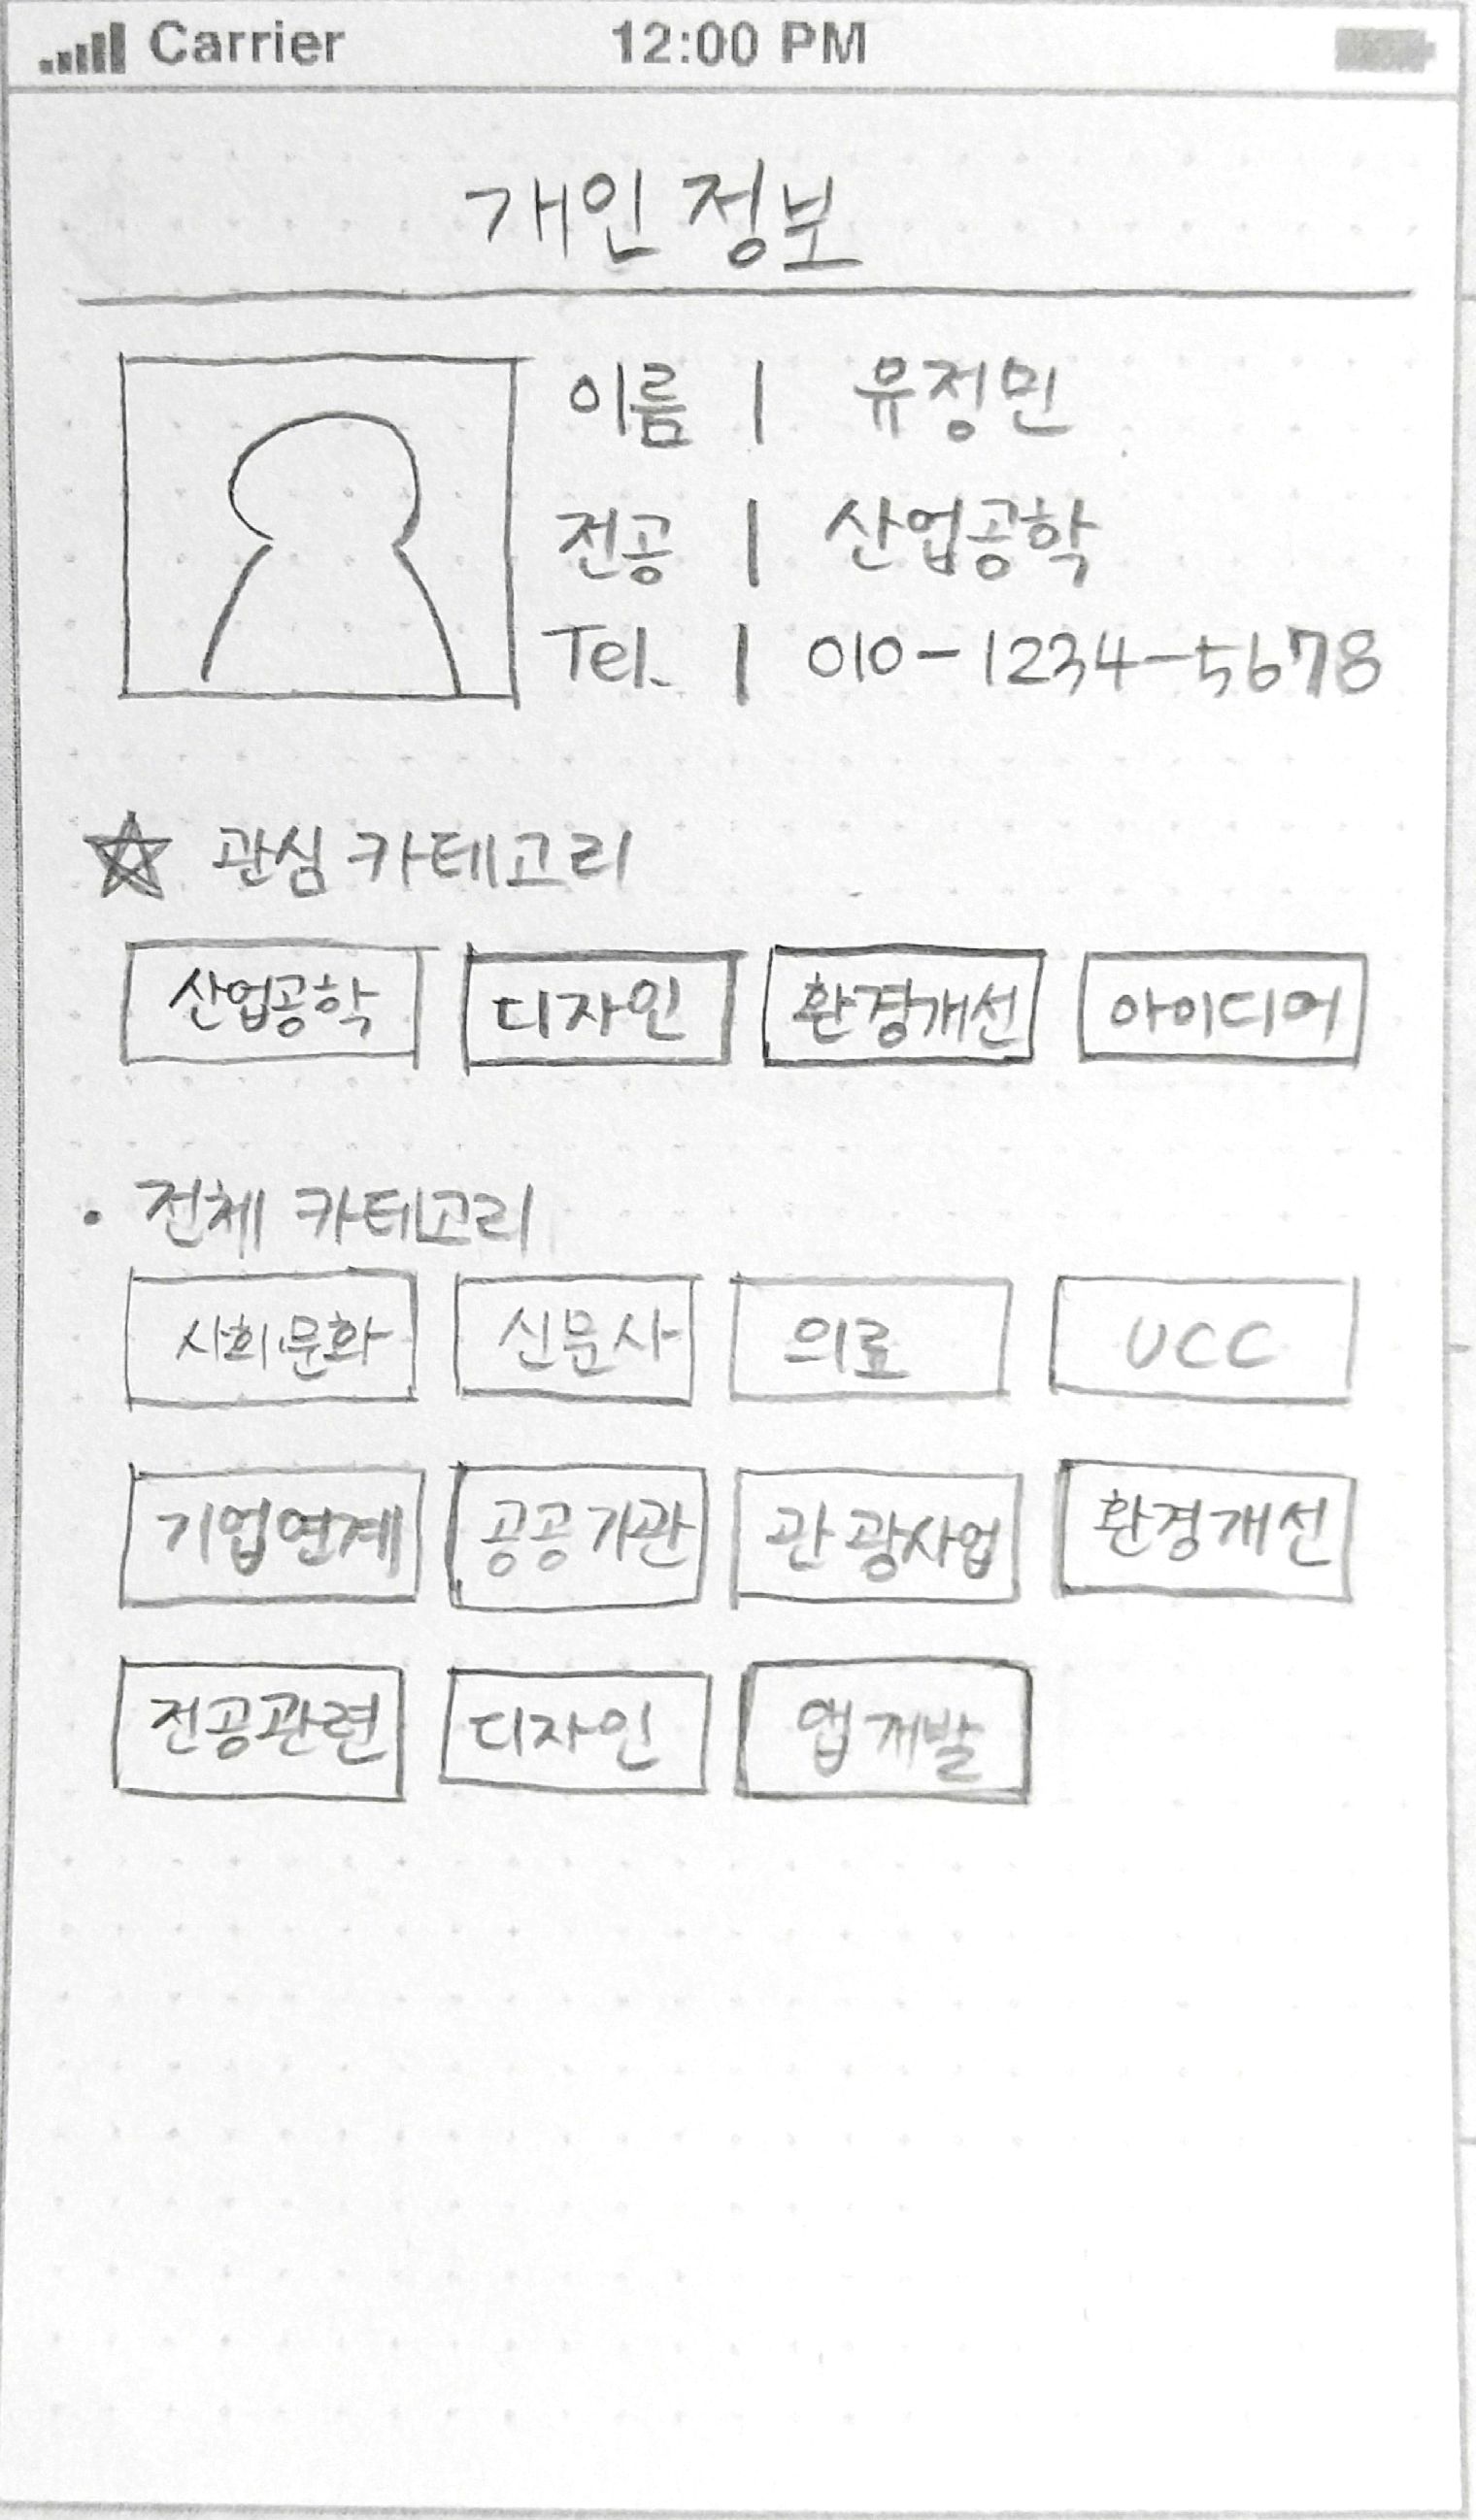 Carrier 12:00 PM
개인 정보
이름 | 유정민
전공 | 산업공학
Tel. | 010-1234-5678
관심 카테고리
산업공학 디자인 환경개선 아이디어
· 전체 카테고리
사회문화 신문사 의료 UCC
기업연계 공공기관 관광사업 환경개선
전공관련 디자인 앱개발